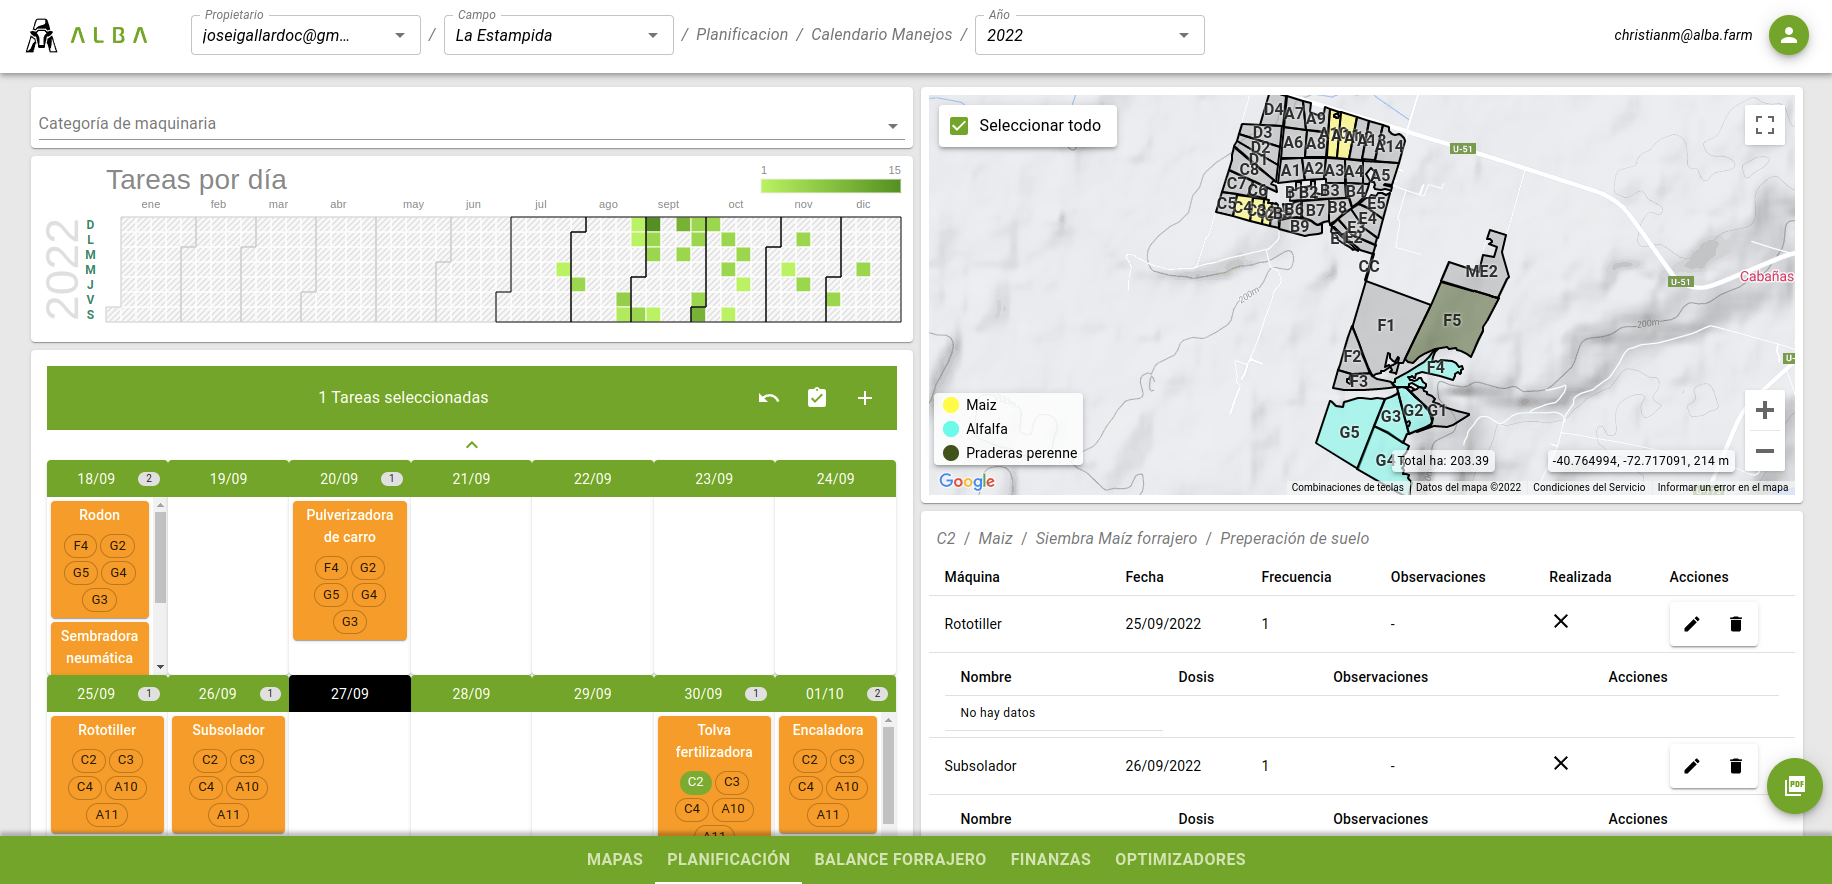 ALBA
Propietario
joseigallardoc@gm...
/
Campo
La Estampida
/ Planificacion / Calendario Manejos /
Año
2022
christianm@alba.farm
Categoría de maquinaria
Tareas por día
1 15
ene feb mar abr may jun jul ago sept oct nov dic
2022
D
L
M
M
J
V
S
1 Tareas seleccionadas
18/09 2 19/09 20/09 1 21/09 22/09 23/09 24/09
Rodon
F4 G2
G5 G4
G3
Sembradora
neumática
Pulverizadora
de carro
F4 G2
G5 G4
G3
25/09 1 26/09 1 27/09 28/09 29/09 30/09 1 01/10 2
Rototiller
C2 C3
C4 A10
A11
Subsolador
C2 C3
C4 A10
A11
Tolva
fertilizadora
C2 C3
C4 A10
A11
Encaladora
C2 C3
C4 A10
A11
Seleccionar todo
D4 A7 A9
D3 A6 A8 A13 A14
D2
D1
C8 A1 A2 A3 A4 A5
C7 C6 B2 B3 B4
C5 C4 C3 B6 B7 B8 E5
B9 E4
E3
E2
CC
ME2
F1 F5
F2
F3 F4
G3 G2 G1
G5
G4
U-51
U-51
Cabañas
200m
200m
Maiz
Alfalfa
Praderas perenne
Google
Total ha: 203.39
-40.764994, -72.717091, 214 m
Combinaciones de teclas Datos del mapa ©2022 Condiciones del Servicio Informar un error en el mapa
C2 / Maiz / Siembra Maíz forrajero / Preperación de suelo
Máquina Fecha Frecuencia Observaciones Realizada Acciones
Rototiller 25/09/2022 1 -
Nombre Dosis Observaciones Acciones
No hay datos
Subsolador 26/09/2022 1 -
Nombre Dosis Observaciones Acciones
PDF
MAPAS PLANIFICACIÓN BALANCE FORRAJERO FINANZAS OPTIMIZADORES